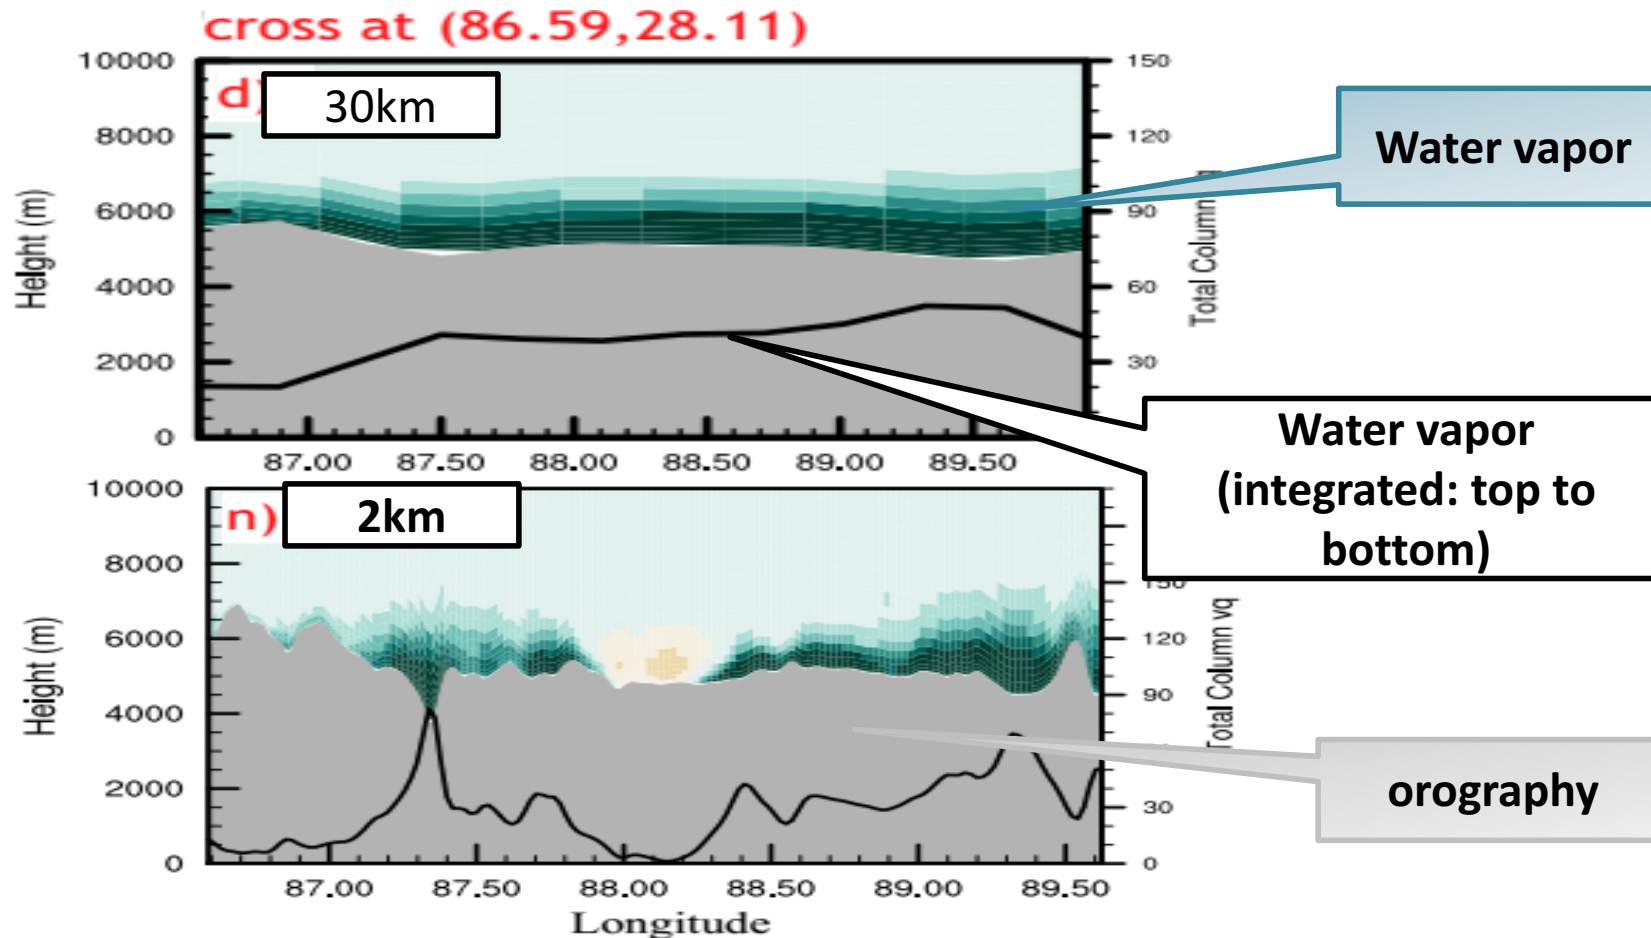 cross at (86.59,28.11)
d)
30km
10000
8000
6000
4000
2000
0
Height (m)
150
120
90
60
30
Total Column
87.00 87.50 88.00 88.50 89.00 89.50
Water vapor
Water vapor
(integrated: top to
bottom)
n)
2km
10000
8000
6000
4000
2000
0
Height (m)
150
120
90
30
0
Total Column vq
87.00 87.50 88.00 88.50 89.00 89.50
Longitude
orography